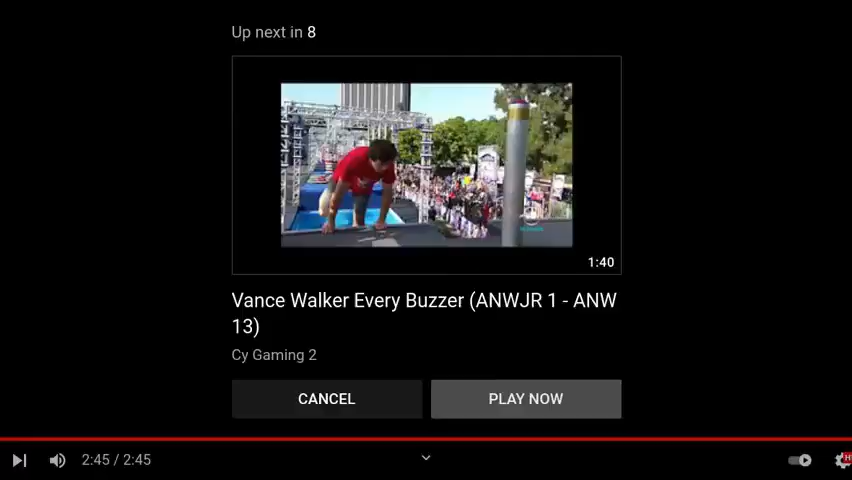 Up next in 8
1:40
Vance Walker Every Buzzer (ANWJR 1 - ANW
13)
Cy Gaming 2
CANCEL
PLAY NOW
2:45 / 2:45